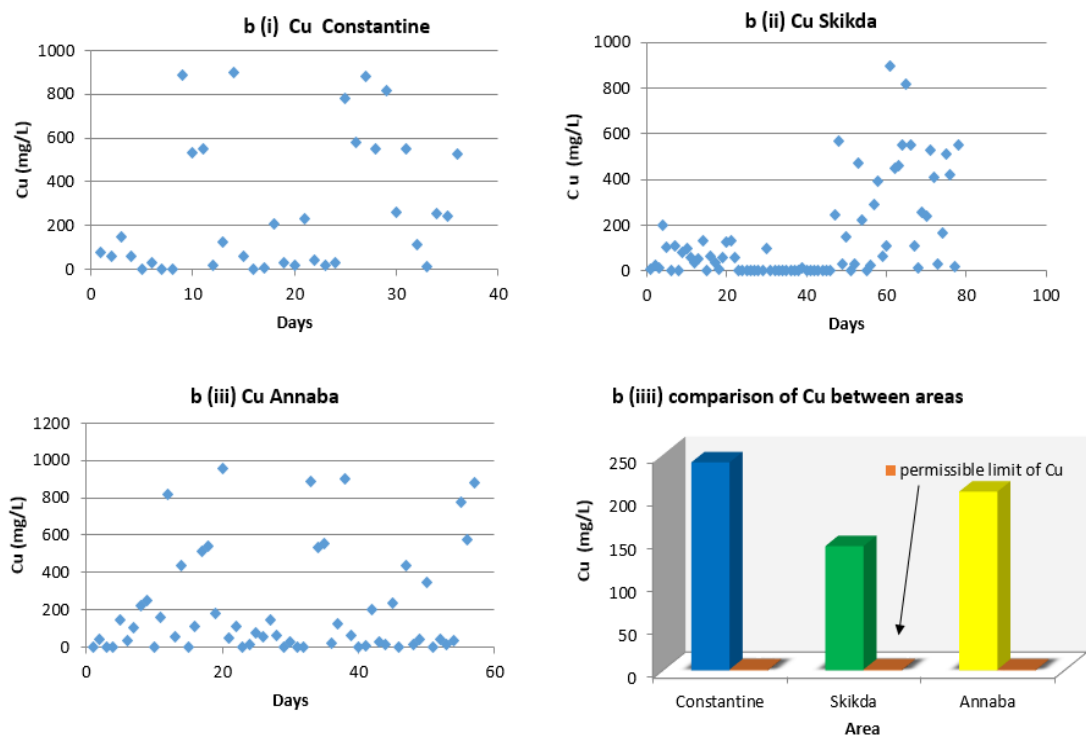 b (i) Cu Constantine
Cu (mg/L)
1000
800
600
400
200
0
0 10 20 30 40
Days
b (ii) Cu Skikda
C u (mg/L)
1000
800
600
400
200
0
0 20 40 60 80 100
Days
b (iii) Cu Annaba
Cu (mg/L)
1200
1000
800
600
400
200
0
0 20 40 60
Days
b (iiii) comparison of Cu between areas
Cu (mg/L)
250
200
150
100
50
0
permissible limit of Cu
Constantine Skikda Annaba
Area